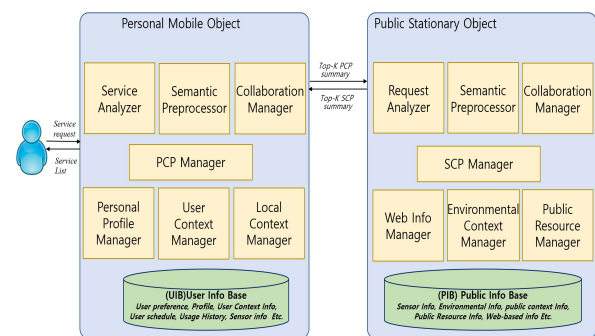 Personal Mobile Object
Public Stationary Object
Service
Analyzer
Semantic
Preprocessor
Collaboration
Manager
Top-K PCP
summary
Top-K SCP
summary
Request
Analyzer
Semantic
Preprocessor
Collaboration
Manager
Service
request
Service
List
PCP Manager
SCP Manager
Personal
Profile
Manager
User
Context
Manager
Local
Context
Manager
Web Info
Manager
Environmental
Context
Manager
Public
Resource
Manager
(UIB)User Info Base
User preference, Profile, User Context Info,
User schedule, Usage History, Sensor info Etc.
(PIB) Public Info Base
Sensor Info, Environmental Info, public context Info,
Public Resource Info, Web-based info Etc.